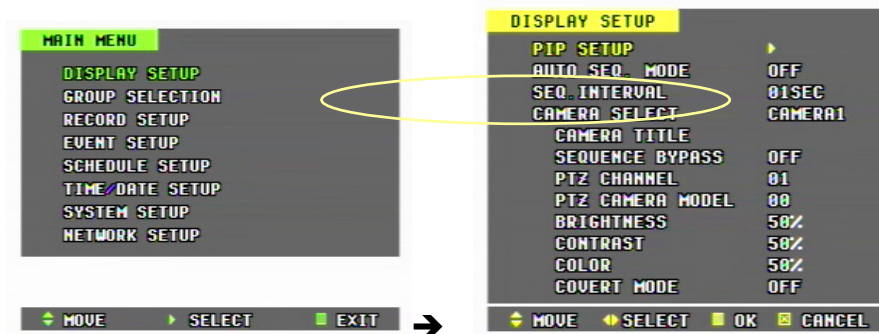 MAIN MENU
DISPLAY SETUP
GROUP SELECTION
RECORD SETUP
EVENT SETUP
SCHEDULE SETUP
TIME/DATE SETUP
SYSTEM SETUP
NETWORK SETUP
MOVE SELECT EXIT
DISPLAY SETUP
PIP SETUP
AUTO SEQ. MODE OFF
SEQ.INTERVAL 01SEC
CAMERA SELECT CAMERA1
CAMERA TITLE
SEQUENCE BYPASS OFF
PTZ CHANNEL 01
PTZ CAMERA MODEL 00
BRIGHTNESS 50%
CONTRAST 50%
COLOR 50%
COVERT MODE OFF
MOVE SELECT OK CANCEL